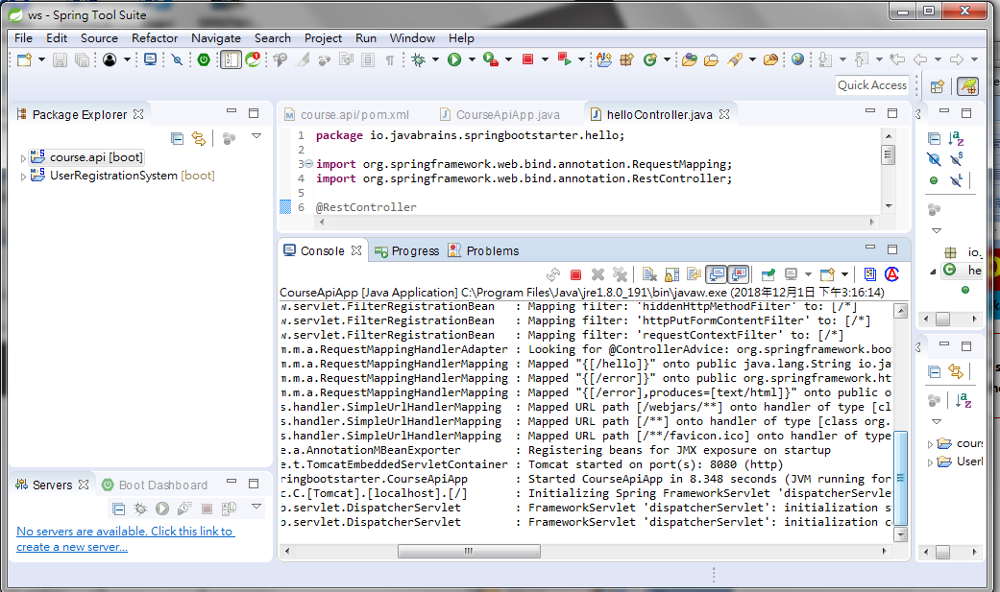 ws - Spring Tool Suite
File Edit Source Refactor Navigate Search Project Run Window Help
Quick Access
Package Explorer
course.api [boot]
UserRegistrationSystem [boot]
Servers Boot Dashboard
No servers are available. Click this link to
create a new server...
course.api/pom.xml CourseApiApp.java helloController.java
1 package io.javabrains.springbootstarter.hello;
2
3 import org.springframework.web.bind.annotation.RequestMapping;
4 import org.springframework.web.bind.annotation.RestController;
5
6 @RestController
Console Progress Problems
CourseApiApp [Java Application] C:\Program Files\Java\jre1.8.0_191\bin\javaw.exe (2018年12月1日 下午3:16:14)
w.servlet.FilterRegistrationBean : Mapping filter: 'hiddenHttpMethodFilter' to: [/*]
w.servlet.FilterRegistrationBean : Mapping filter: 'httpPutFormContentFilter' to: [/*]
w.servlet.FilterRegistrationBean : Mapping filter: 'requestContextFilter' to: [/*]
m.m.a.RequestMappingHandlerAdapter : Looking for @ControllerAdvice: org.springframework.boo
m.m.a.RequestMappingHandlerMapping : Mapped "{[/hello]}" onto public java.lang.String io.ja
m.m.a.RequestMappingHandlerMapping : Mapped "{[/error]}" onto public org.springframework.ht
m.m.a.RequestMappingHandlerMapping : Mapped "{[/error],produces=[text/html]}" onto public o
s.handler.SimpleUrlHandlerMapping : Mapped URL path [/webjars/**] onto handler of type [cl
s.handler.SimpleUrlHandlerMapping : Mapped URL path [/**] onto handler of type [class org.
s.handler.SimpleUrlHandlerMapping : Mapped URL path [/**/favicon.ico] onto handler of type
e.a.AnnotationMBeanExporter : Registering beans for JMX exposure on startup
e.t.TomcatEmbeddedServletContainer : Tomcat started on port(s): 8080 (http)
ringbootstarter.CourseApiApp : Started CourseApiApp in 8.348 seconds (JVM running for
c.C.[Tomcat].[localhost].[/] : Initializing Spring FrameworkServlet 'dispatcherServlet
o.servlet.DispatcherServlet : FrameworkServlet 'dispatcherServlet': initialization s
o.servlet.DispatcherServlet : FrameworkServlet 'dispatcherServlet': initialization c
io.
he
cours
UserI